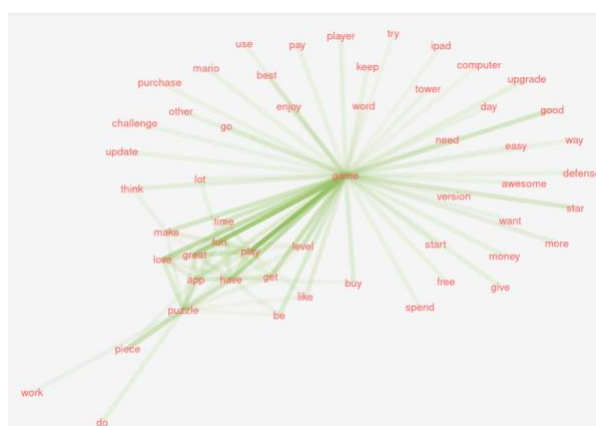 try
player
use
pay
ipad
keep
computer
mario
best
upgrade
purchase
tower
enjoy
word
day
good
other
challenge
go
need
way
easy
update
game
defense
lot
awesome
think
version
star
time
want
make
more
fun
start
level
play
great
love
money
get
app
have
buy
free
give
like
spend
puzzle
be
piece
work
do